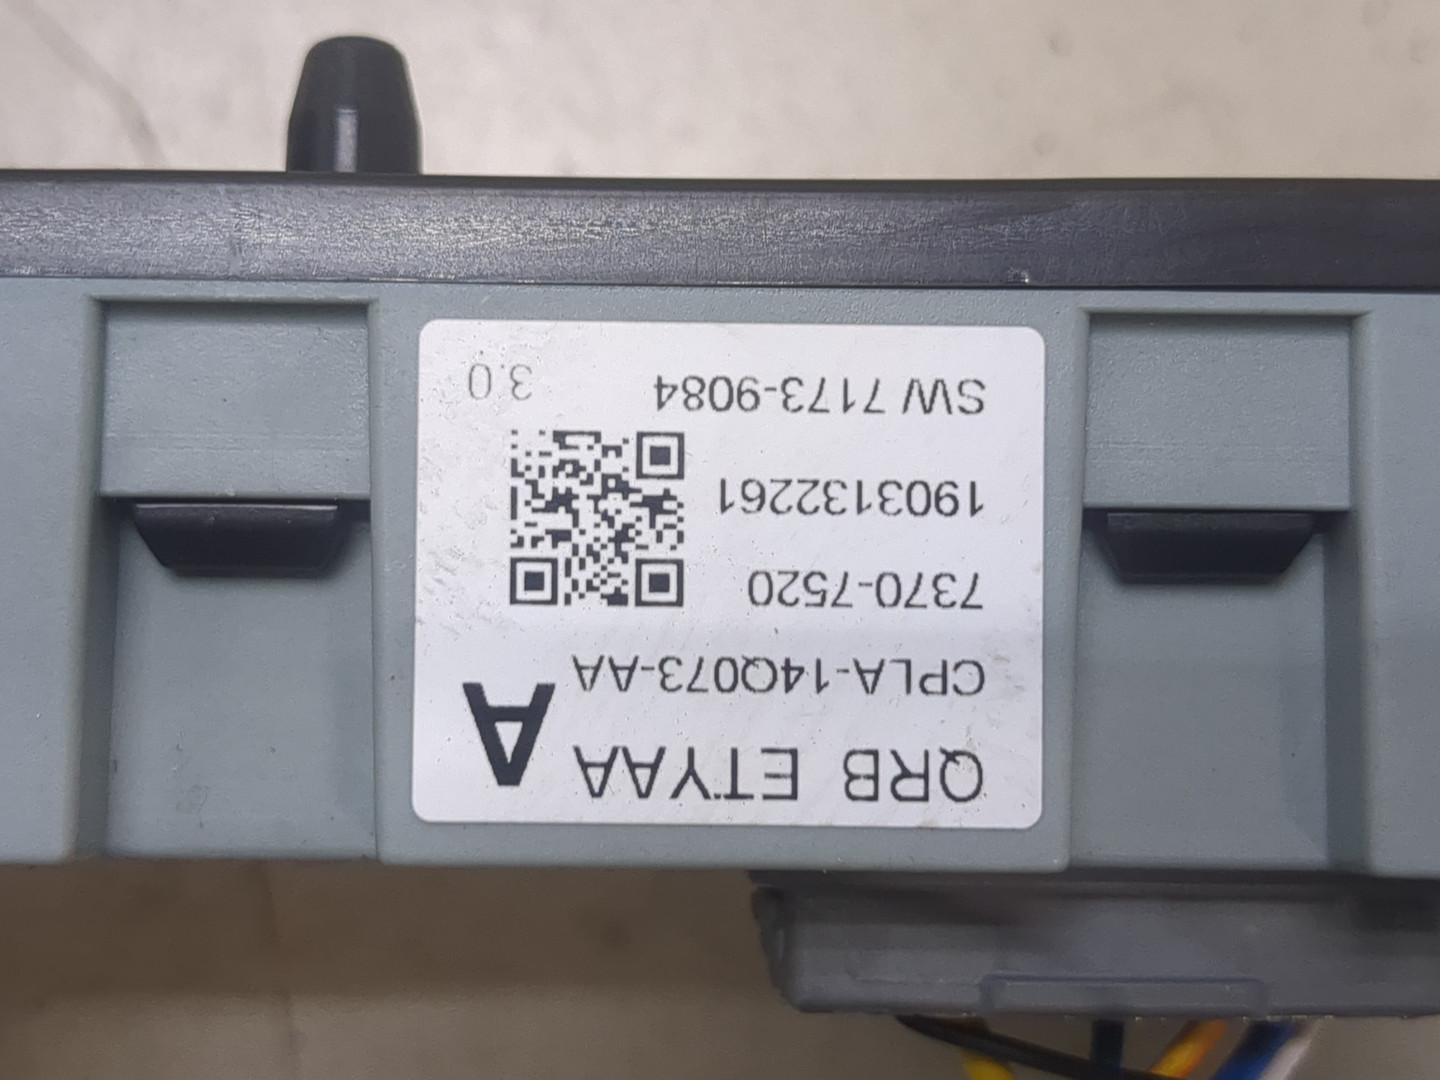 QRB ETYAA A
CPLA-14Q073-AA
7370-7520
1903132261
SW 7173-9084 3.0